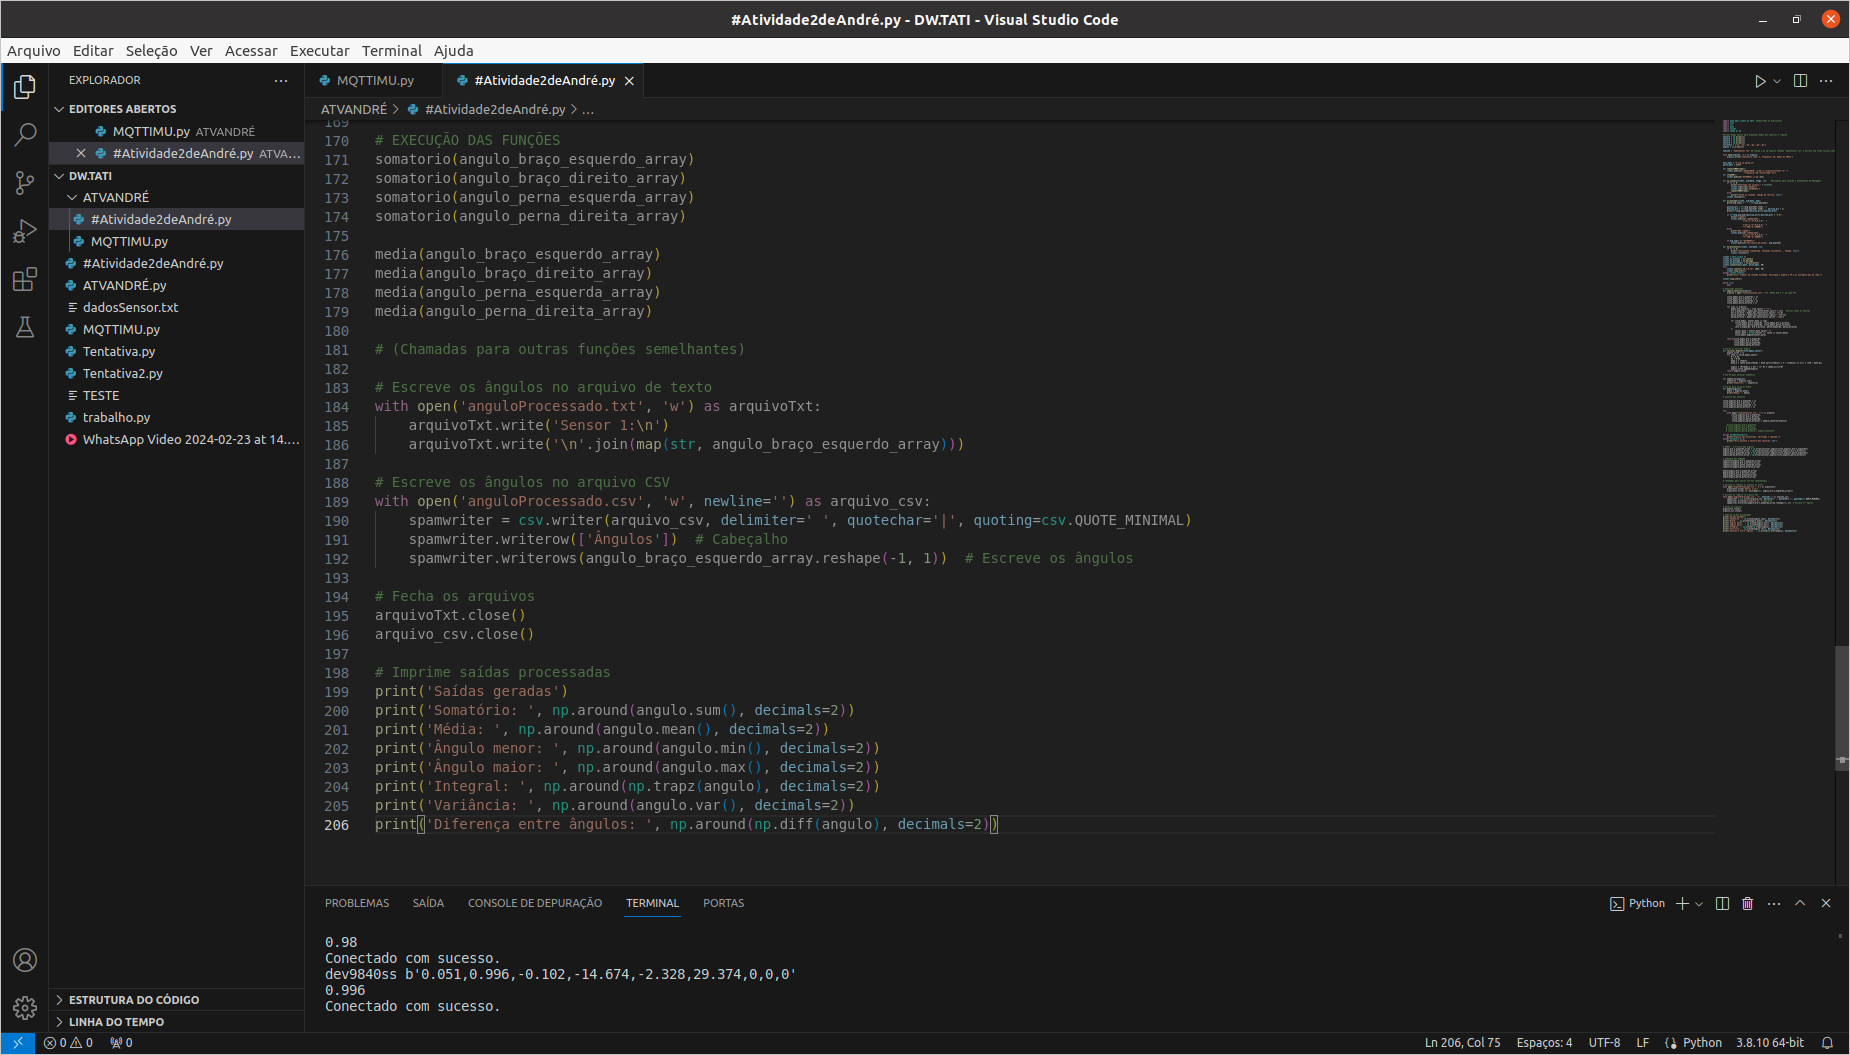 #Atividade2deAndré.py - DW.TATI - Visual Studio Code
Arquivo Editar Seleção Ver Acessar Executar Terminal Ajuda
EXPLORADOR
EDITORES ABERTOS
MQTTIMU.py ATVANDRÉ
#Atividade2deAndré.py ATVA...
DW.TATI
ATVANDRÉ
#Atividade2deAndré.py
MQTTIMU.py
#Atividade2deAndré.py
ATVANDRÉ.py
dadosSensor.txt
MQTTIMU.py
Tentativa.py
Tentativa2.py
TESTE
trabalho.py
WhatsApp Video 2024-02-23 at 14....
ESTRUTURA DO CÓDIGO
LINHA DO TEMPO
MQTTIMU.py #Atividade2deAndré.py
ATVANDRÉ > #Atividade2deAndré.py > ...
169
170 # EXECUÇÃO DAS FUNÇÕES
171 somatorio(angulo_braço_esquerdo_array)
172 somatorio(angulo_braço_direito_array)
173 somatorio(angulo_perna_esquerda_array)
174 somatorio(angulo_perna_direita_array)
175
176 media(angulo_braço_esquerdo_array)
177 media(angulo_braço_direito_array)
178 media(angulo_perna_esquerda_array)
179 media(angulo_perna_direita_array)
180
181 # (Chamadas para outras funções semelhantes)
182
183 # Escreve os ângulos no arquivo de texto
184 with open('anguloProcessado.txt', 'w') as arquivoTxt:
185     arquivoTxt.write('Sensor 1:\n')
186     arquivoTxt.write('\n'.join(map(str, angulo_braço_esquerdo_array)))
187
188 # Escreve os ângulos no arquivo CSV
189 with open('anguloProcessado.csv', 'w', newline='') as arquivo_csv:
190     spamwriter = csv.writer(arquivo_csv, delimiter=' ', quotechar='|', quoting=csv.QUOTE_MINIMAL)
191     spamwriter.writerow(['Ângulos'])  # Cabeçalho
192     spamwriter.writerows(angulo_braço_esquerdo_array.reshape(-1, 1))  # Escreve os ângulos
193
194 # Fecha os arquivos
195 arquivoTxt.close()
196 arquivo_csv.close()
197
198 # Imprime saídas processadas
199 print('Saídas geradas')
200 print('Somatório: ', np.around(angulo.sum(), decimals=2))
201 print('Média: ', np.around(angulo.mean(), decimals=2))
202 print('Ângulo menor: ', np.around(angulo.min(), decimals=2))
203 print('Ângulo maior: ', np.around(angulo.max(), decimals=2))
204 print('Integral: ', np.around(np.trapz(angulo), decimals=2))
205 print('Variância: ', np.around(angulo.var(), decimals=2))
206 print('Diferença entre ângulos: ', np.around(np.diff(angulo), decimals=2))
PROBLEMAS SAÍDA CONSOLE DE DEPURAÇÃO TERMINAL PORTAS
Python
0.98
Conectado com sucesso.
dev9840ss b'0.051,0.996,-0.102,-14.674,-2.328,29.374,0,0,0'
0.996
Conectado com sucesso.
0 0 0
Ln 206, Col 75 Espaços: 4 UTF-8 LF Python 3.8.10 64-bit